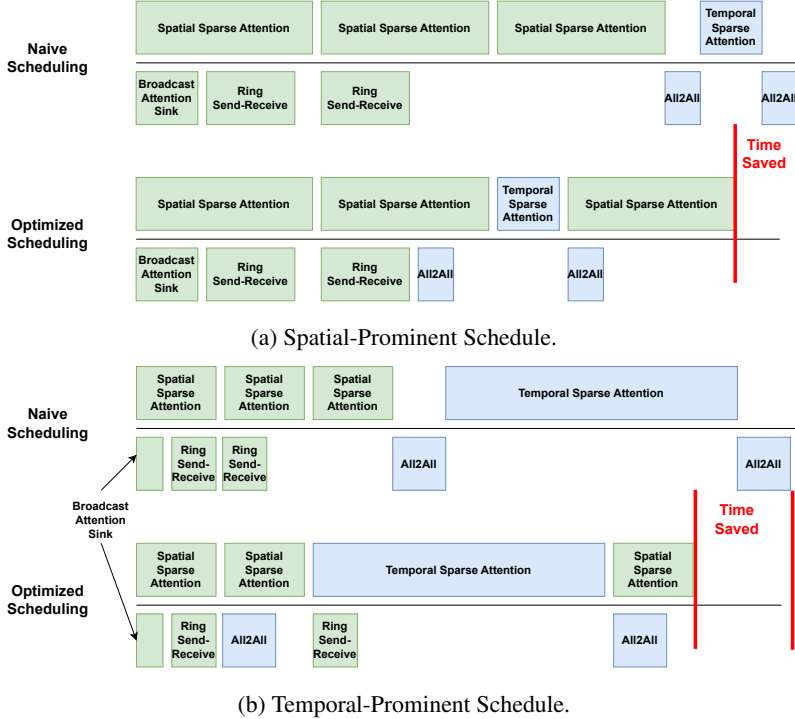 Spatial Sparse Attention
Spatial Sparse Attention
Spatial Sparse Attention
Temporal
Sparse
Attention
Naive
Scheduling
Broadcast
Attention
Sink
Ring
Send-Receive
Ring
Send-Receive
All2All
All2All
Time
Saved
Spatial Sparse Attention
Spatial Sparse Attention
Temporal
Sparse
Attention
Spatial Sparse Attention
Optimized
Scheduling
Broadcast
Attention
Sink
Ring
Send-Receive
Ring
Send-Receive
All2All
All2All
(a) Spatial-Prominent Schedule.
Spatial
Sparse
Attention
Spatial
Sparse
Attention
Spatial
Sparse
Attention
Temporal Sparse Attention
Naive
Scheduling
Ring
Send-
Receive
Ring
Send-
Receive
All2All
All2All
Broadcast
Attention
Sink
Time
Saved
Spatial
Sparse
Attention
Spatial
Sparse
Attention
Temporal Sparse Attention
Spatial
Sparse
Attention
Optimized
Scheduling
Ring
Send-
Receive
All2All
Ring
Send-
Receive
All2All
(b) Temporal-Prominent Schedule.